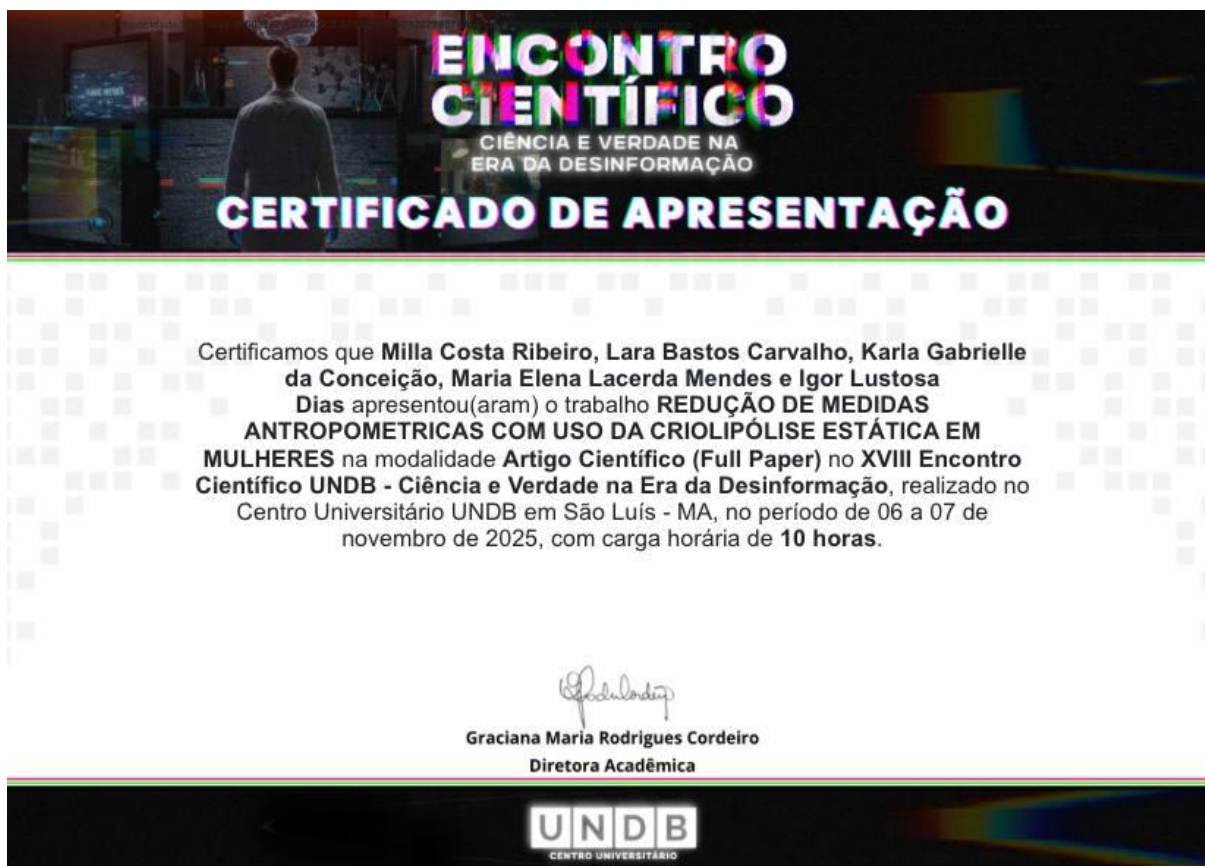 FAKE NEWS
ENCONTRO
CIENTÍFICO
CIÊNCIA E VERDADE NA
ERA DA DESINFORMAÇÃO
CERTIFICADO DE APRESENTAÇÃO
Certificamos que Milla Costa Ribeiro, Lara Bastos Carvalho, Karla Gabrielle
da Conceição, Maria Elena Lacerda Mendes e Igor Lustosa
Dias apresentou(aram) o trabalho REDUÇÃO DE MEDIDAS
ANTROPOMETRICAS COM USO DA CRIOLIPÓLISE ESTÁTICA EM
MULHERES na modalidade Artigo Científico (Full Paper) no XVIII Encontro
Científico UNDB - Ciência e Verdade na Era da Desinformação, realizado no
Centro Universitário UNDB em São Luís - MA, no período de 06 a 07 de
novembro de 2025, com carga horária de 10 horas.
Graciana Maria Rodrigues Cordeiro
Diretora Acadêmica
UNDB
CENTRO UNIVERSITÁRIO